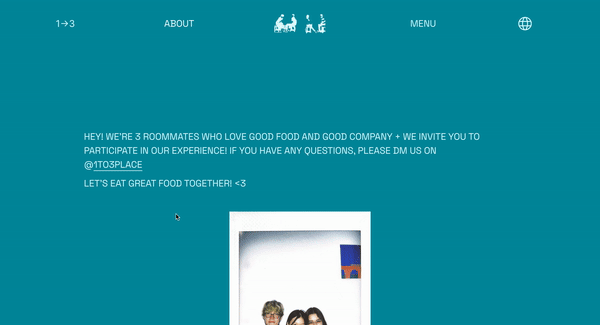 1→3
ABOUT
MENU
HEY! WE'RE 3 ROOMMATES WHO LOVE GOOD FOOD AND GOOD COMPANY + WE INVITE YOU TO
PARTICIPATE IN OUR EXPERIENCE! IF YOU HAVE ANY QUESTIONS, PLEASE DM US ON
@1TO3PLACE
LET'S EAT GREAT FOOD TOGETHER! <3